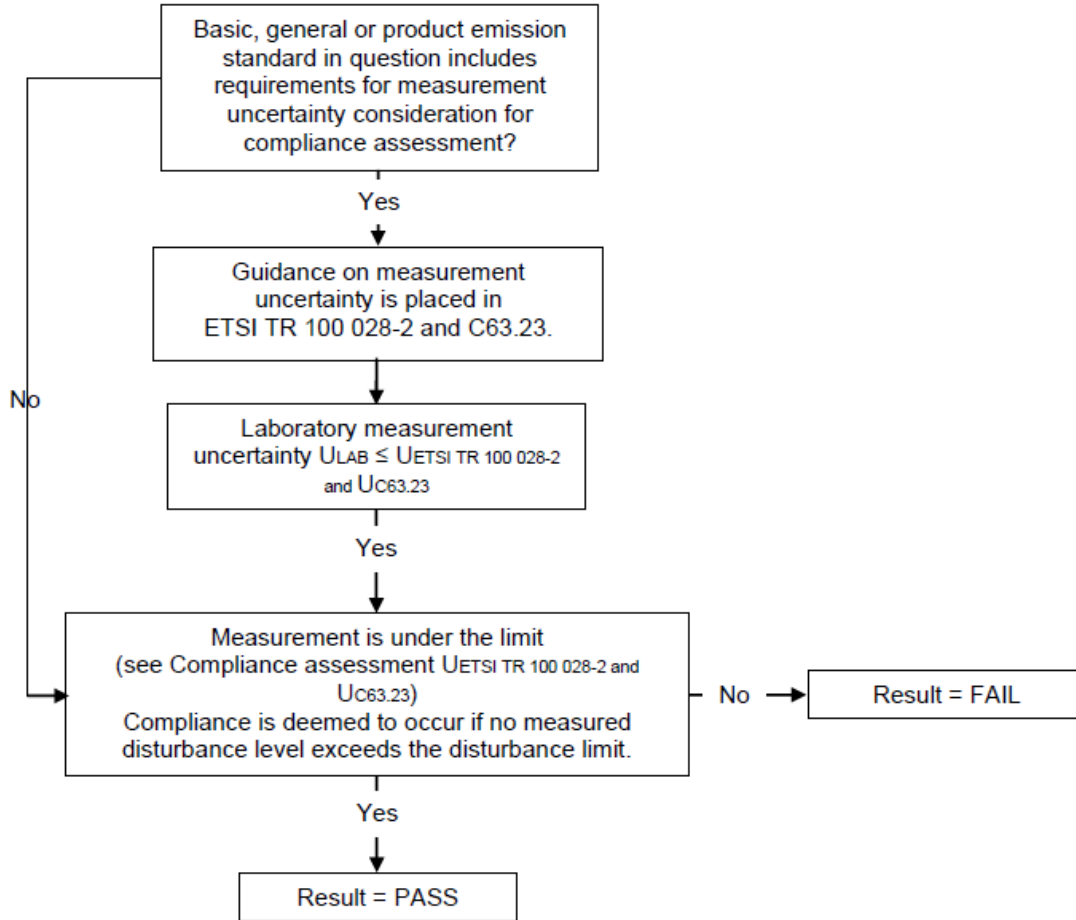 Basic, general or product emission
standard in question includes
requirements for measurement
uncertainty consideration for
compliance assessment?
Yes
Guidance on measurement
uncertainty is placed in
ETSI TR 100 028-2 and C63.23.
No
Laboratory measurement
uncertainty ULAB ≤ UETSI TR 100 028-2
and UC63.23
Yes
Measurement is under the limit
(see Compliance assessment UETSI TR 100 028-2 and
UC63.23)
Compliance is deemed to occur if no measured
disturbance level exceeds the disturbance limit.
No
Result = FAIL
Yes
Result = PASS